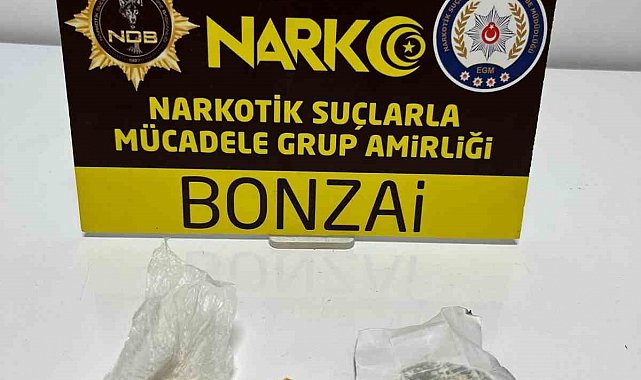 NDB
NARKO
NARKOTİK SUÇLARLA
MÜCADELE GRUP AMİRLİĞİ
EGM
BONZAİ